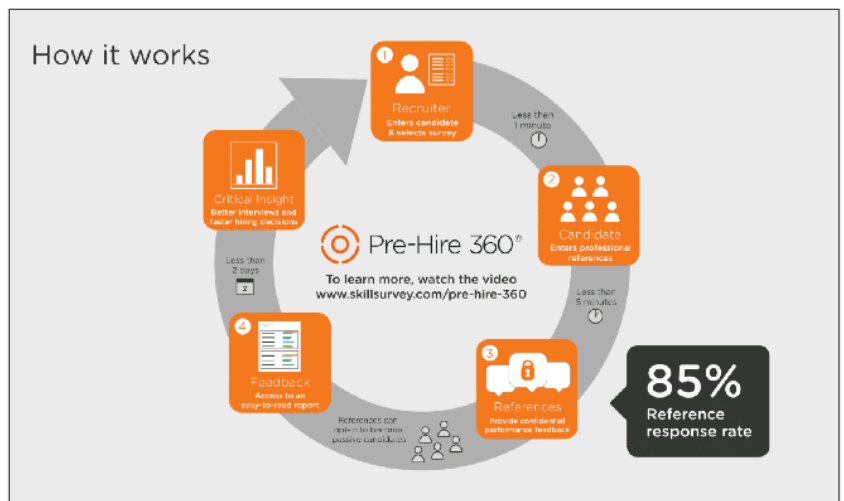 How it works
1
Recruiter
Enters candidate
& selects survey
Less than
1 minute
2
Candidate
Enters professional
references
Less than
5 minutes
3
References
Provide confidential
performance feedback
85%
Reference
response rate
References can
opt-in to become
passive candidates
4
Feedback
Access to an
easy-to-read report
Less than
2 days
2
Critical Insight
Better interviews and
faster hiring decisions
Pre-Hire 360®
To learn more, watch the video
www.skillsurvey.com/pre-hire-360